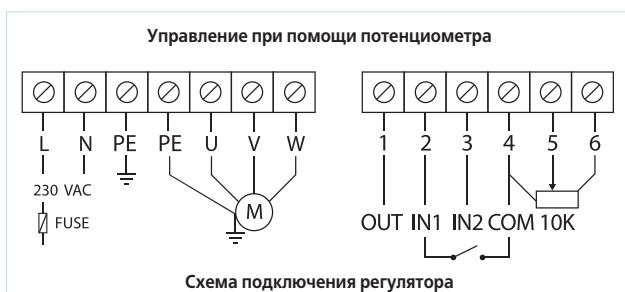 Управление при помощи потенциометра
L N PE PE U V W 1 2 3 4 5 6
230 VAC
FUSE
M
OUT IN1 IN2 COM 10K
Схема подключения регулятора